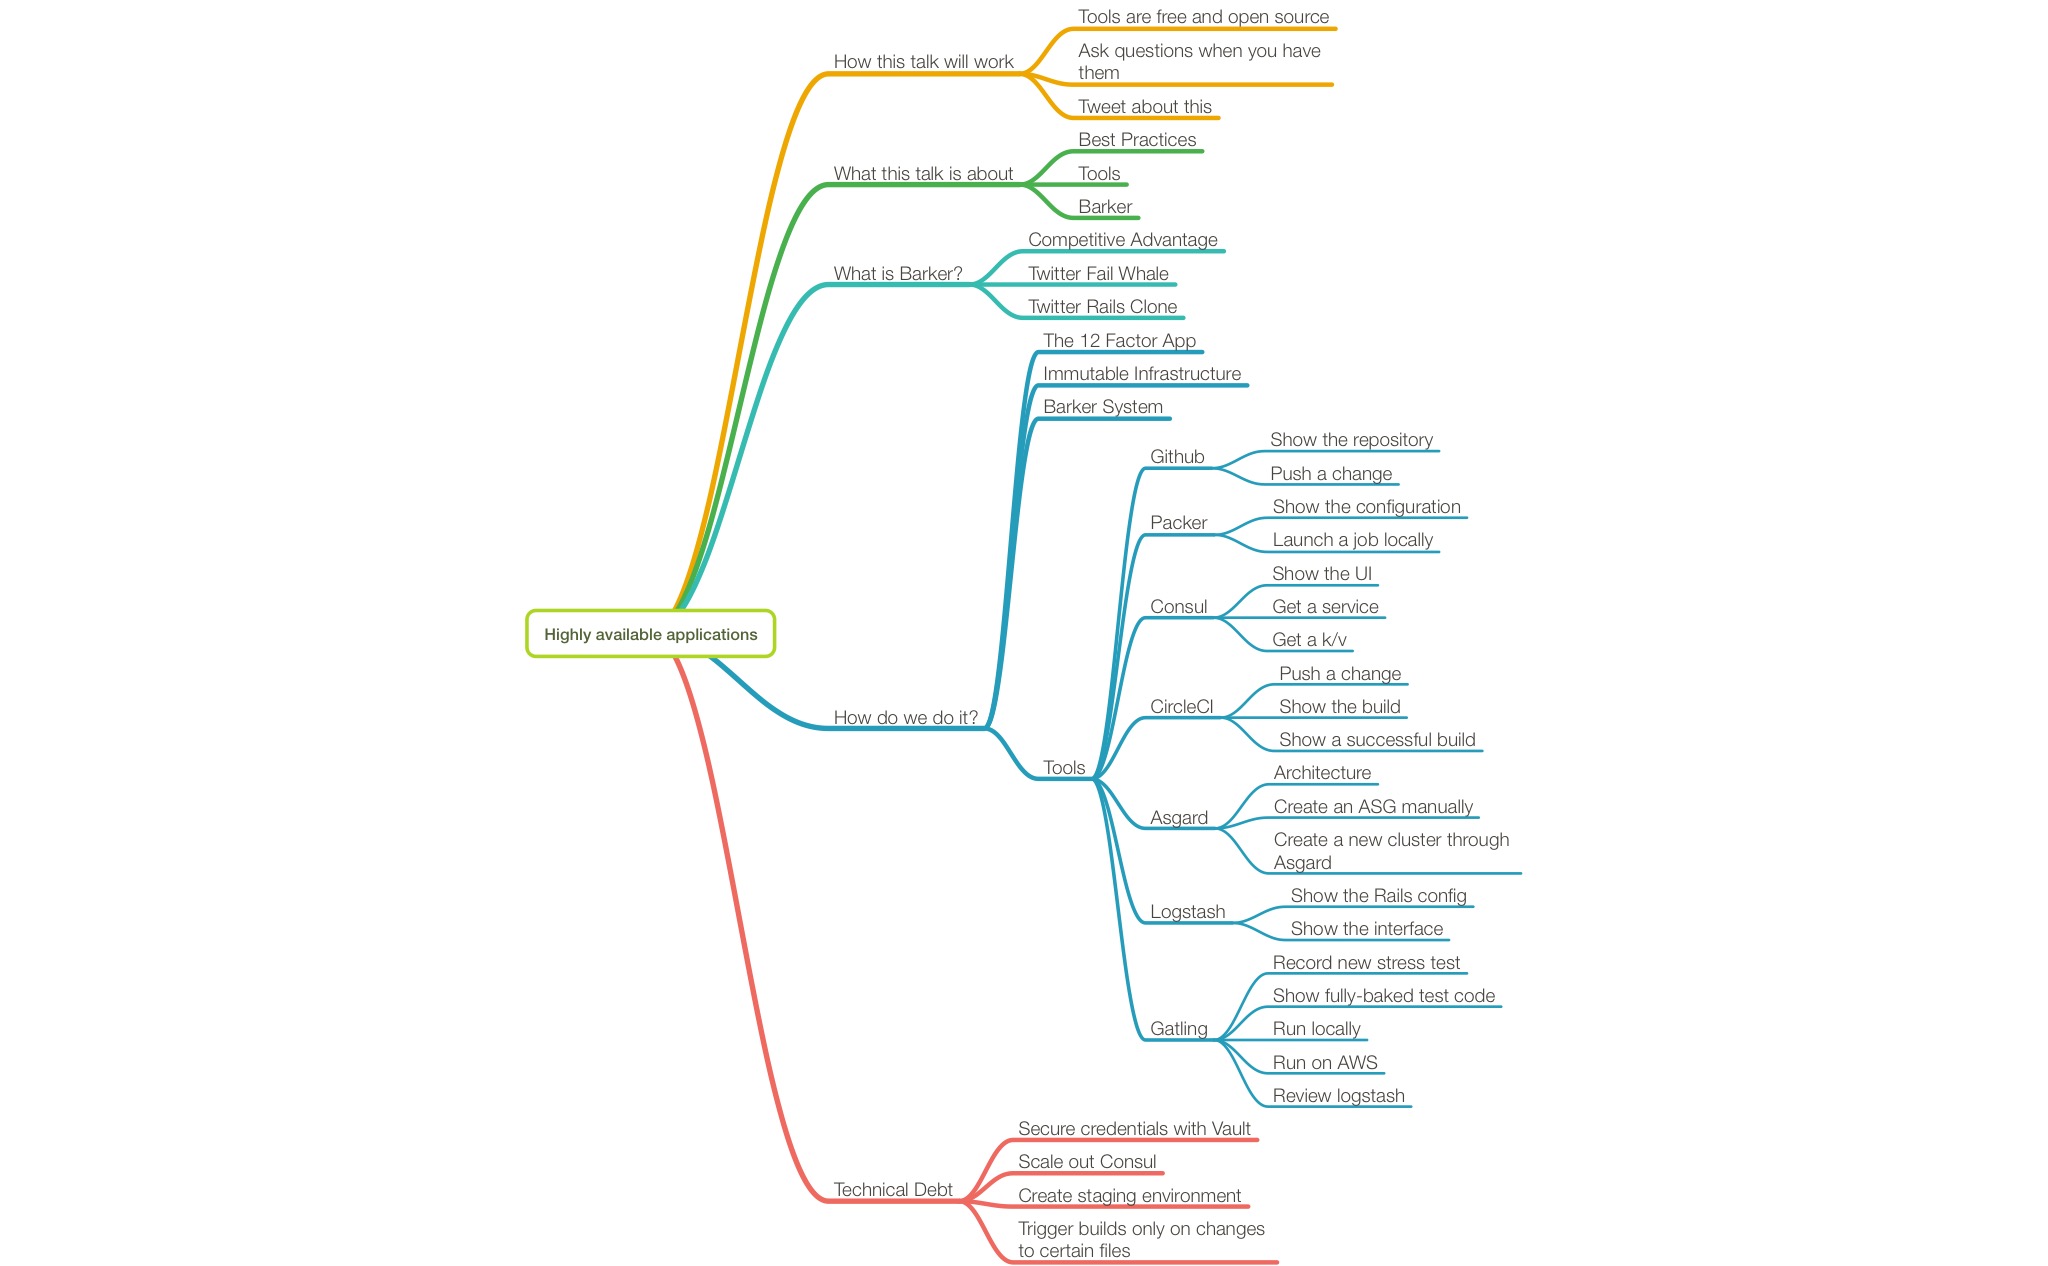 Tools are free and open source
Ask questions when you have
them
How this talk will work
Tweet about this
Best Practices
What this talk is about
Tools
Barker
Competitive Advantage
What is Barker?
Twitter Fail Whale
Twitter Rails Clone
The 12 Factor App
Immutable Infrastructure
Barker System
Show the repository
Github
Push a change
Show the configuration
Packer
Launch a job locally
Show the UI
Consul
Get a service
Get a k/v
Highly available applications
Push a change
CircleCI
Show the build
Show a successful build
How do we do it?
Tools
Architecture
Create an ASG manually
Asgard
Create a new cluster through
Asgard
Show the Rails config
Logstash
Show the interface
Record new stress test
Show fully-baked test code
Gatling
Run locally
Run on AWS
Review logstash
Secure credentials with Vault
Scale out Consul
Technical Debt
Create staging environment
Trigger builds only on changes
to certain files